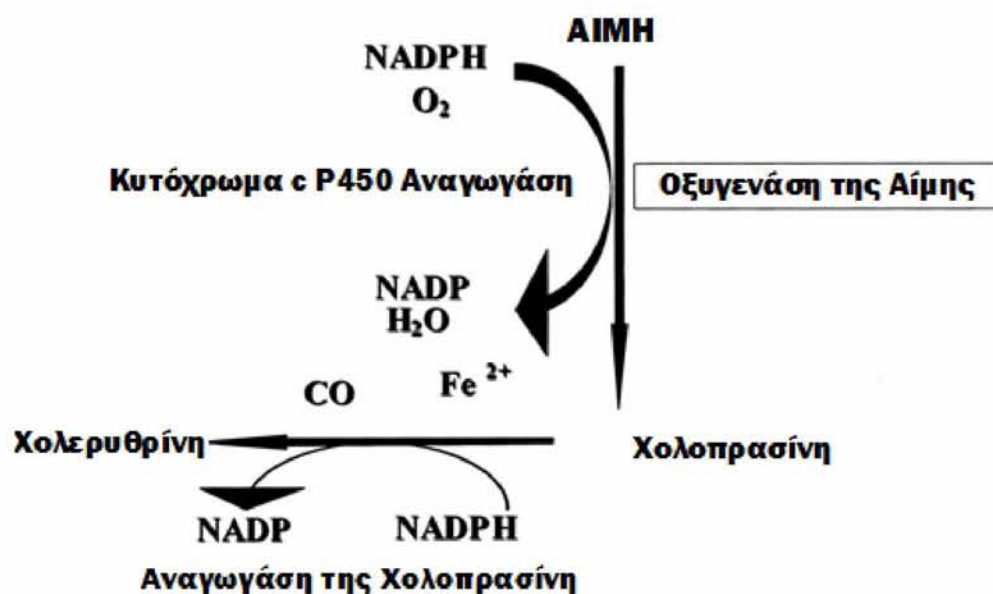 ΑΙΜΗ
NADPH
O₂
Κυτόχρωμα c P450 Αναγωγάση
Οξυγενάση της Αίμης
NADP
H₂O
CO
Fe ²⁺
Χολερυθρίνη
Χολοπρασίνη
NADP
NADPH
Αναγωγάση της Χολοπρασίνη